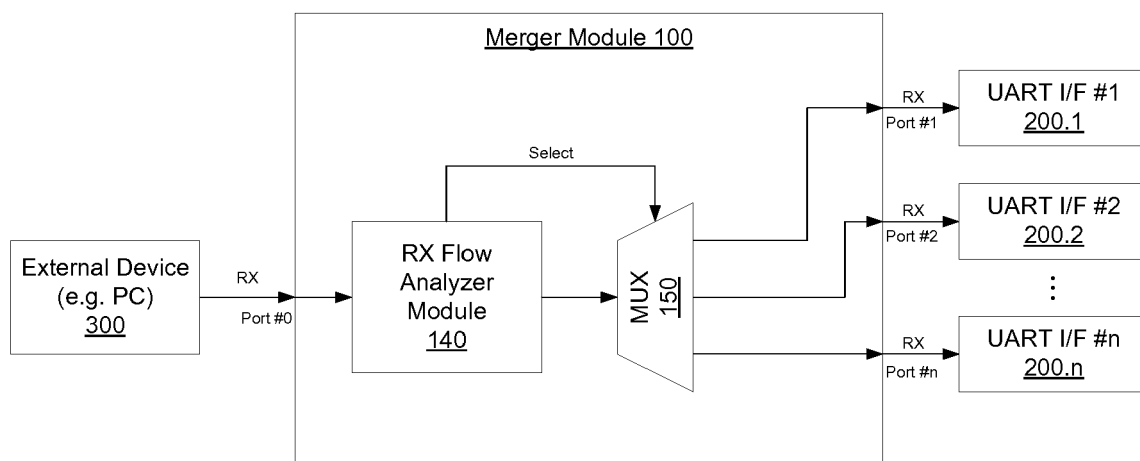 Merger Module 100
External Device
(e.g. PC)
300
RX
Port #0
RX Flow
Analyzer
Module
140
Select
MUX
150
RX
Port #1
UART I/F #1
200.1
RX
Port #2
UART I/F #2
200.2
⋮
RX
Port #n
UART I/F #n
200.n